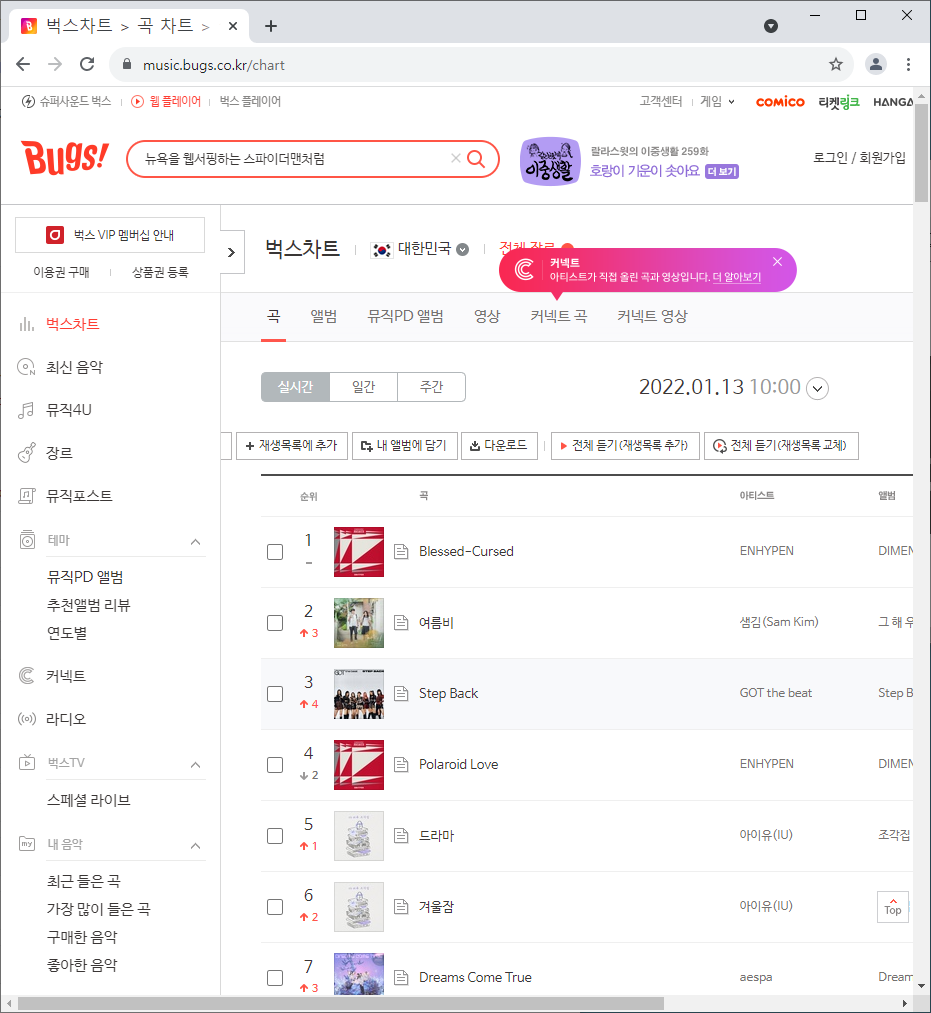 벅스차트 > 곡 차트 >
music.bugs.co.kr/chart
슈퍼사운드 벅스 웹 플레이어 벅스 플레이어 고객센터 게임 comico 티켓링크 HANGA
Bugs! 뉴욕을 웹서핑하는 스파이더맨처럼 이중생활 랄라스윗의 이중생활 259화
호랑이 기운이 솟아요 더 보기
로그인 / 회원가입
벅스 VIP 멤버십 안내
이용권 구매 상품권 등록
벅스차트 대한민국 전체 장르
커넥트
아티스트가 직접 올린 곡과 영상입니다. 더 알아보기
곡 앨범 뮤직PD 앨범 영상 커넥트 곡 커넥트 영상
벅스차트
최신 음악
뮤직4U
장르
뮤직포스트
테마
뮤직PD 앨범
추천앨범 리뷰
연도별
커넥트
라디오
벅스TV
스페셜 라이브
my 내 음악
최근 들은 곡
가장 많이 들은 곡
구매한 음악
좋아한 음악
실시간 일간 주간 2022.01.13 10:00
재생목록에 추가 내 앨범에 담기 다운로드 전체 듣기(재생목록 추가) 전체 듣기(재생목록 교체)
순위 곡 아티스트 앨범
1 Blessed-Cursed ENHYPEN DIMEN
2 여름비 샘김(Sam Kim) 그 해 우
3
3 Step Back GOT the beat Step B
4
4 Polaroid Love ENHYPEN DIMEN
2
5 드라마 아이유(IU) 조각집
1
6 겨울잠 아이유(IU)
2
Top
7 Dreams Come True aespa Dream
3